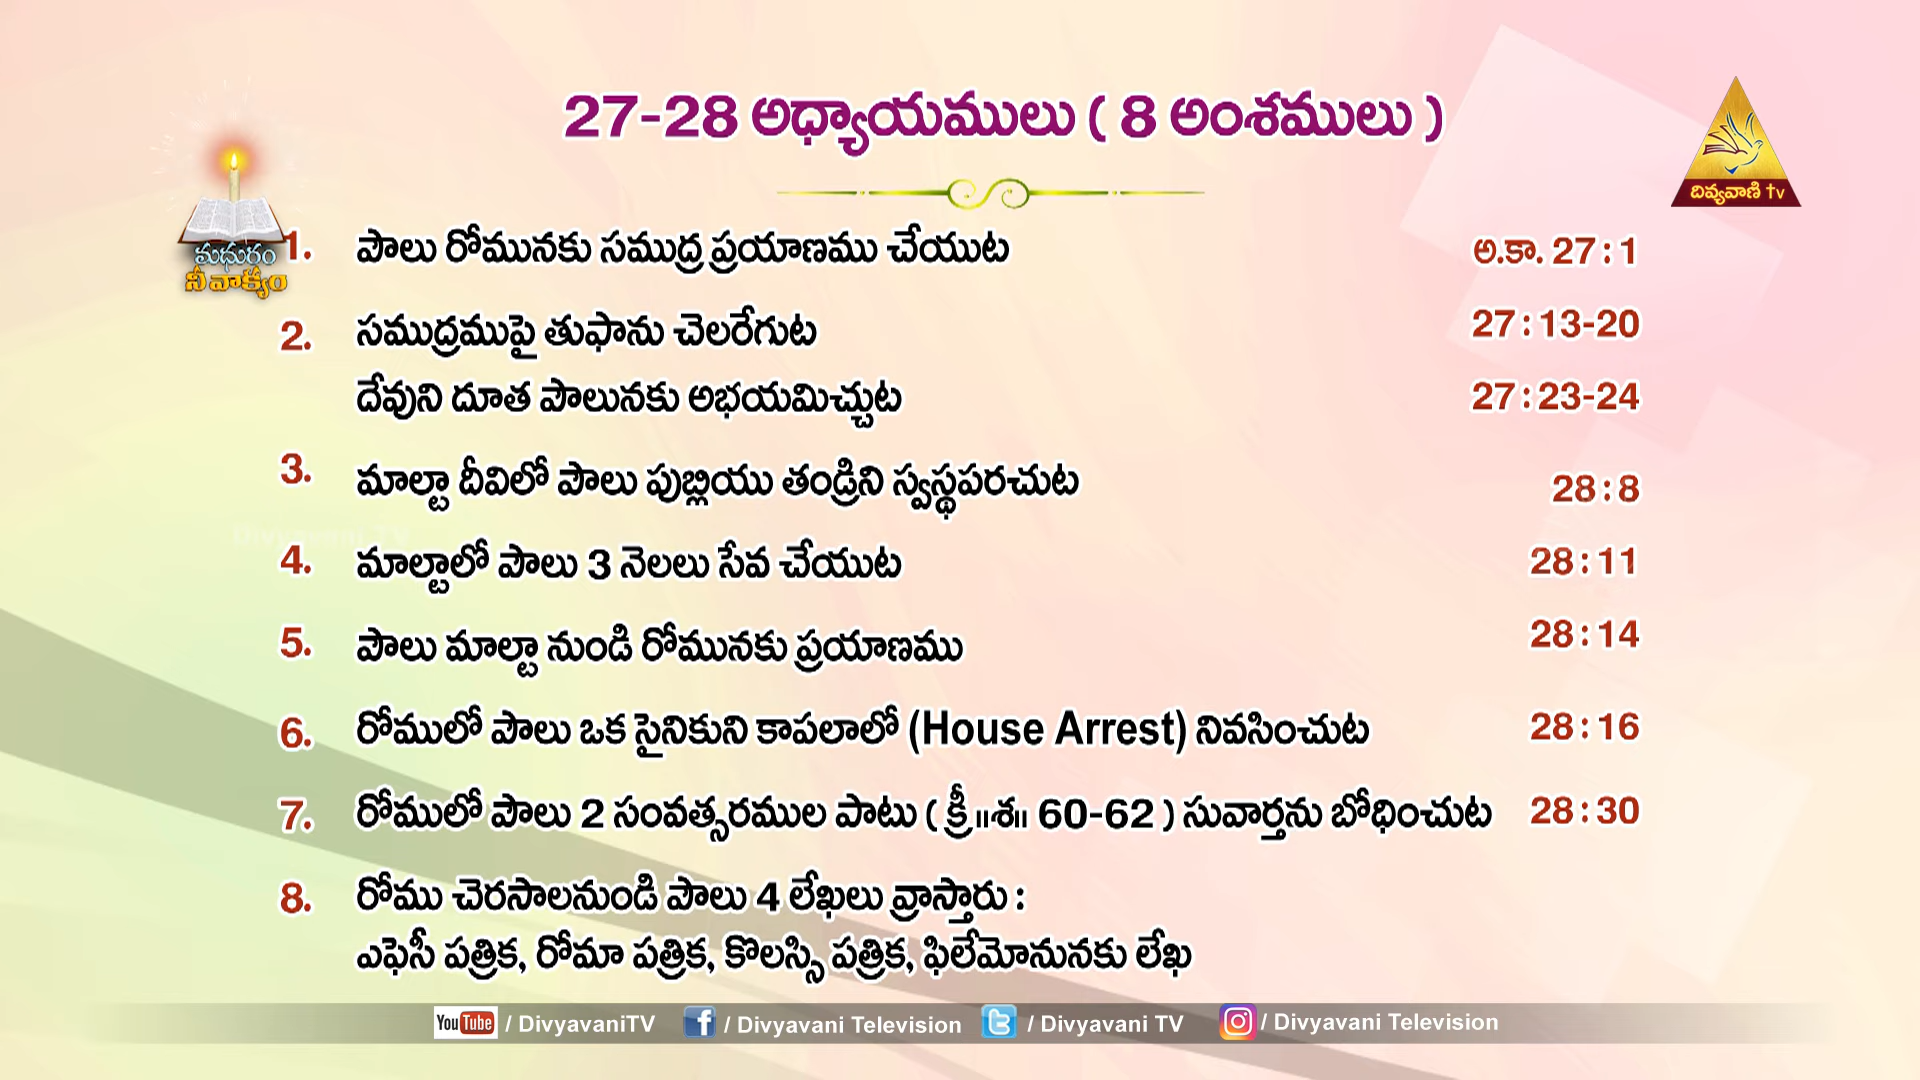 27-28 అధ్యాయములు ( 8 అంశములు )
దివ్యవాణి tv
మధురం
నీ వాక్యం
1. పౌలు రోమునకు సముద్ర ప్రయాణము చేయుట అ.కా. 27 : 1
2. సముద్రముపై తుఫాను చెలరేగుట 27 : 13-20
దేవుని దూత పౌలునకు అభయమిచ్చుట 27 : 23-24
3. మాల్టా దీవిలో పౌలు పుబ్లియు తండ్రిని స్వస్థపరచుట 28 : 8
Divyavani TV
4. మాల్టాలో పౌలు 3 నెలలు సేవ చేయుట 28 : 11
5. పౌలు మాల్టా నుండి రోమునకు ప్రయాణము 28 : 14
6. రోములో పౌలు ఒక సైనికుని కాపలాలో (House Arrest) నివసించుట 28 : 16
7. రోములో పౌలు 2 సంవత్సరముల పాటు ( క్రీ॥శ॥ 60-62 ) సువార్తను బోధించుట 28 : 30
8. రోము చెరసాలనుండి పౌలు 4 లేఖలు వ్రాస్తారు :
ఎఫెసీ పత్రిక, రోమా పత్రిక, కొలస్సి పత్రిక, ఫిలేమోనునకు లేఖ
YouTube / DivyavaniTV f / Divyavani Television / Divyavani TV / Divyavani Television